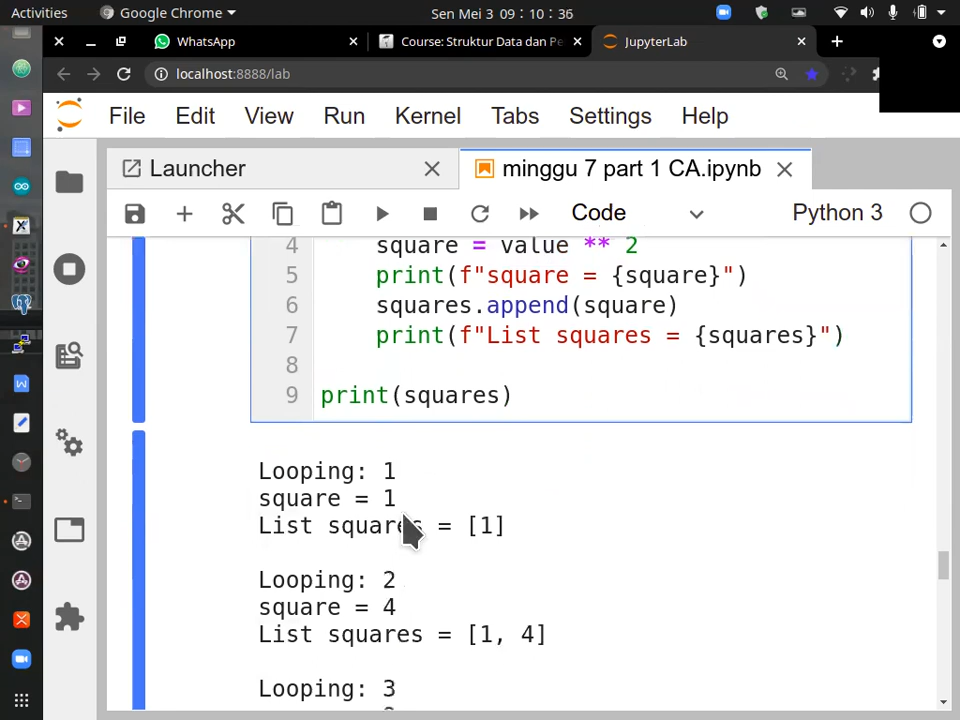 Activities
Google Chrome
Sen Mei 3 09:10:36
WhatsApp
Course: Struktur Data dan Pe
JupyterLab
localhost:8888/lab
File Edit View Run Kernel Tabs Settings Help
Launcher
minggu 7 part 1 CA.ipynb
Code
Python 3
4 square = value ** 2
5 print(f"square = {square}")
6 squares.append(square)
7 print(f"List squares = {squares}")
8
9 print(squares)
Looping: 1
square = 1
List squares = [1]
Looping: 2
square = 4
List squares = [1, 4]
Looping: 3